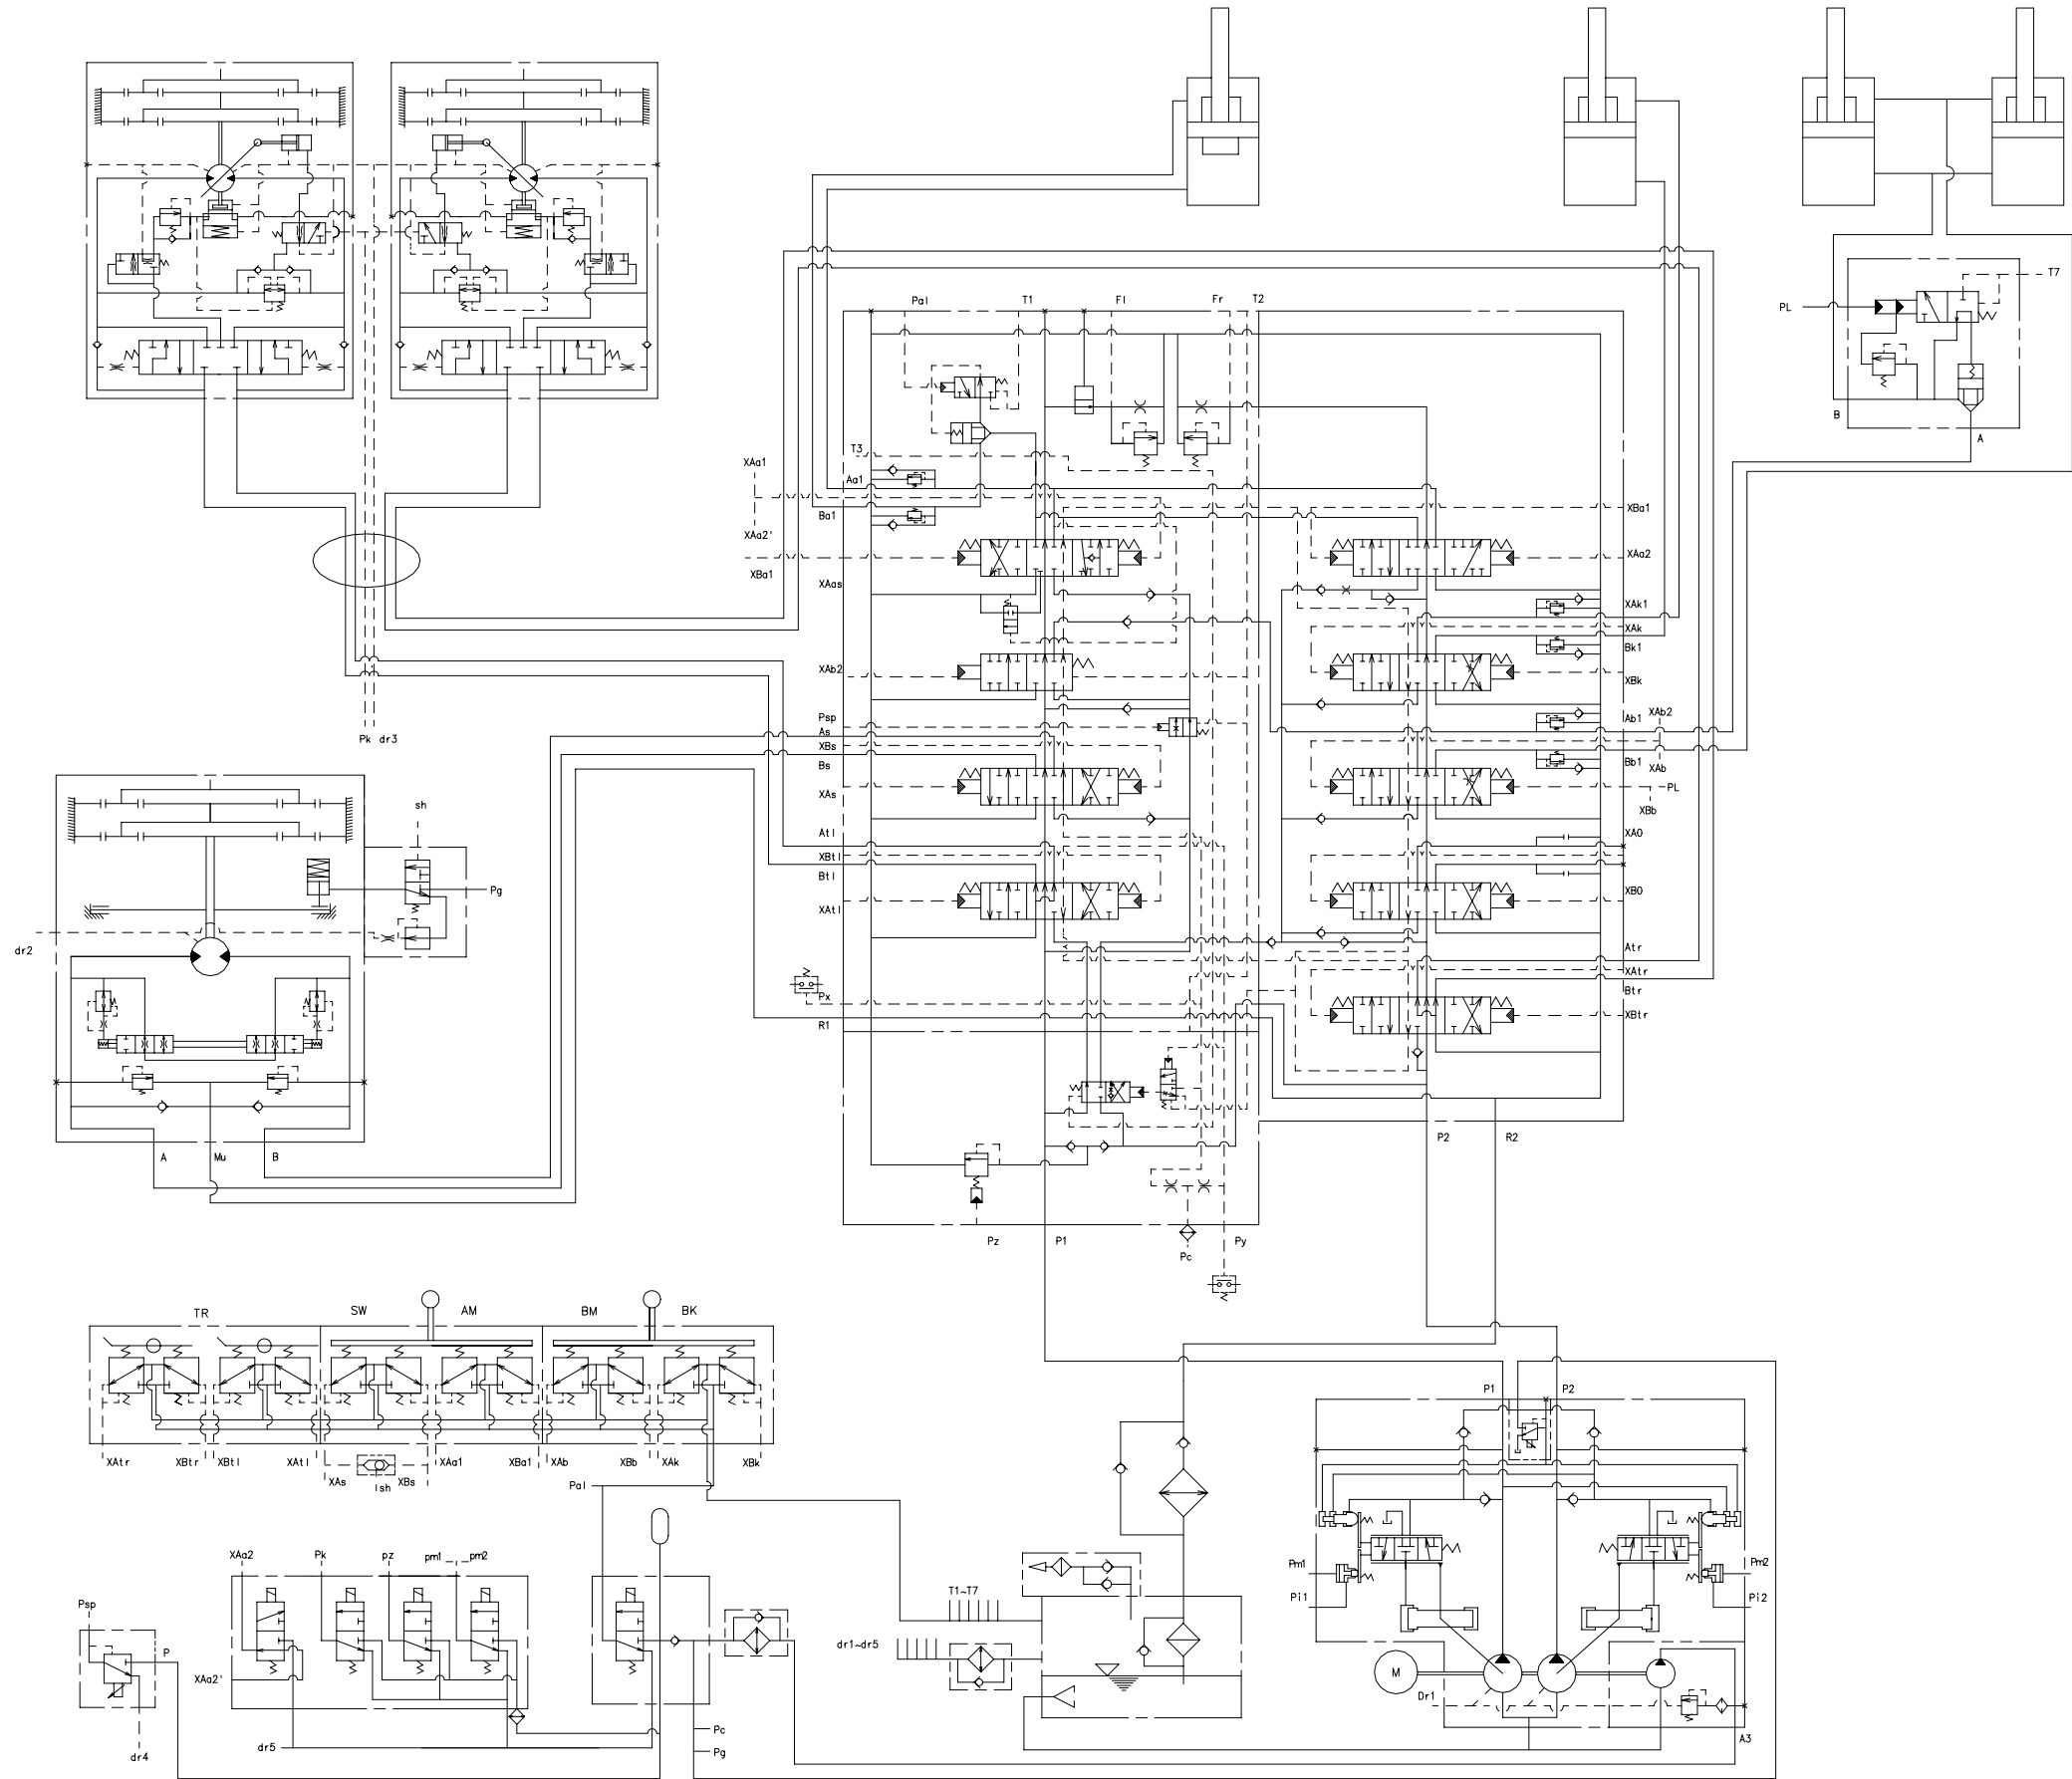 Pal T1 Fl Fr T2
T7
PL
B
A
T3
XAa1
Aa1
Ba1
XBa1
XAa2'
XBa1
XAa2
XAas
XAk1
XAk
Bk1
XAb2
XBk
Psp
As
XBs
Ab1
XAb2
Pk dr3
Bs
Bb1
XAb
XAs
PL
XBb
sh
Atl
XA0
XBtl
Btl
Pg
XB0
XAtl
dr2
Atr
XAtr
Px
Btr
R1
XBtr
A Mu B
P2 R2
Pz P1 Py
Pc
TR SW AM BM BK
P1 P2
XAtr XBtr XBtl XAtl XAa1 XBa1 XAb XBb XAk XBk
XAs XBs
lsh
Pal
XAa2 Pk pz pm1 pm2
Pm1 Pm2
Psp
T1~T7
Pi1 Pi2
P
dr1~dr5
XAa2'
M
Dr1
Pc
dr5
dr4
Pg
A3